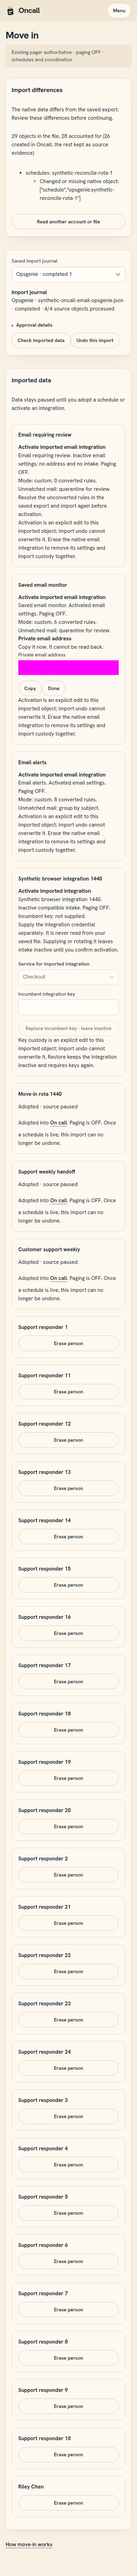 Oncall
Menu
Move in
Existing pager authoritative · paging OFF ·
schedules and coordination
Import differences
The native data differs from the saved export.
Review these differences before continuing.
29 objects in the file, 28 accounted for (26
created in Oncall, the rest kept as source
evidence)
schedules: synthetic-reconcile-rota-1
Changed or missing native object:
["schedule","opsgenie:synthetic-
reconcile-rota-1"]
Read another account or file
Saved import journal
Opsgenie · completed 1
Import journal
Opsgenie · synthetic-oncall-email-opsgenie.json
· completed · 4/4 source objects processed
Approval details
Check imported data
Undo this import
Imported data
Data stays paused until you adopt a schedule or
activate an integration.
Email requiring review
Activate imported email integration
Email requiring review. Inactive email
settings; no address and no intake. Paging
OFF.
Mode: custom. 0 converted rules.
Unmatched mail: quarantine for review.
Resolve the unconverted rules in the
saved export and import again before
activation.
Activation is an explicit edit to this
imported object; import undo cannot
overwrite it. Erase the native email
integration to remove its settings and
import custody together.
Saved email monitor
Activate imported email integration
Saved email monitor. Activated email
settings. Paging OFF.
Mode: custom. 6 converted rules.
Unmatched mail: quarantine for review.
Private email address
Copy it now. It cannot be read back.
Private email address
Copy
Done
Activation is an explicit edit to this
imported object; import undo cannot
overwrite it. Erase the native email
integration to remove its settings and
import custody together.
Email alerts
Activate imported email integration
Email alerts. Activated email settings.
Paging OFF.
Mode: custom. 8 converted rules.
Unmatched mail: group by subject.
Activation is an explicit edit to this
imported object; import undo cannot
overwrite it. Erase the native email
integration to remove its settings and
import custody together.
Synthetic browser integration 1440
Activate imported integration
Synthetic browser integration 1440.
Inactive compatible intake. Paging OFF.
Incumbent key: not supplied.
Supply the integration credential
separately. It is never read from your
saved file. Supplying or rotating it leaves
intake inactive until you confirm activation.
Service for imported integration
Checkout
Incumbent integration key
Replace incumbent key · leave inactive
Key custody is an explicit edit to this
imported object; import undo cannot
overwrite it. Restore keeps the integration
inactive and requires keys again.
Move-in rota 1440
Adopted · source paused
Adopted into On call. Paging is OFF. Once
a schedule is live, this import can no
longer be undone.
Support weekly handoff
Adopted · source paused
Adopted into On call. Paging is OFF. Once
a schedule is live, this import can no
longer be undone.
Customer support weekly
Adopted · source paused
Adopted into On call. Paging is OFF. Once
a schedule is live, this import can no
longer be undone.
Support responder 1
Erase person
Support responder 11
Erase person
Support responder 12
Erase person
Support responder 13
Erase person
Support responder 14
Erase person
Support responder 15
Erase person
Support responder 16
Erase person
Support responder 17
Erase person
Support responder 18
Erase person
Support responder 19
Erase person
Support responder 20
Erase person
Support responder 2
Erase person
Support responder 21
Erase person
Support responder 22
Erase person
Support responder 23
Erase person
Support responder 24
Erase person
Support responder 3
Erase person
Support responder 4
Erase person
Support responder 5
Erase person
Support responder 6
Erase person
Support responder 7
Erase person
Support responder 8
Erase person
Support responder 9
Erase person
Support responder 10
Erase person
Riley Chen
Erase person
How move-in works